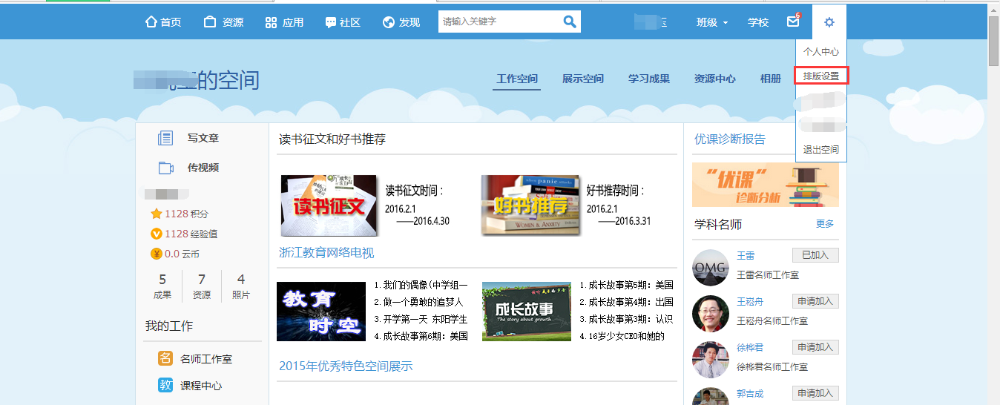 首页 资源 应用 社区 发现 请输入关键字 班级 学校 6
个人中心
排版设置
退出空间
的空间
工作空间 展示空间 学习成果 资源中心 相册
写文章
传视频
1128 积分
1128 经验值
¥ 0.0 云币
5 7 4
成果 资源 照片
我的工作
名 名师工作室
教 课程中心
读书征文和好书推荐
读书征文
读书征文时间：
2016.2.1
——2016.4.30
panic
WOMEN & ANXIETY
好书推荐
好书推荐时间：
2016.2.1
——2016.3.31
浙江教育网络电视
教育
时空
1. 我们的偶像(中学组一
2. 做一个勇敢的追梦人
3. 开学第一天 东阳学生
4. 成长故事第6期：美国
成长故事
The story about growth
1. 成长故事第5期：美国
2. 成长故事第4期：出国
3. 成长故事第3期：认识
4. 16岁少女CEO和她的
2015年优秀特色空间展示
优课诊断报告
“优课”
诊断分析
学科名师 更多
OMG
王雷 已加入
王雷名师工作室
王崧舟 申请加入
王崧舟名师工作室
徐桦君 申请加入
徐桦君名师工作室
郭吉成 申请加入